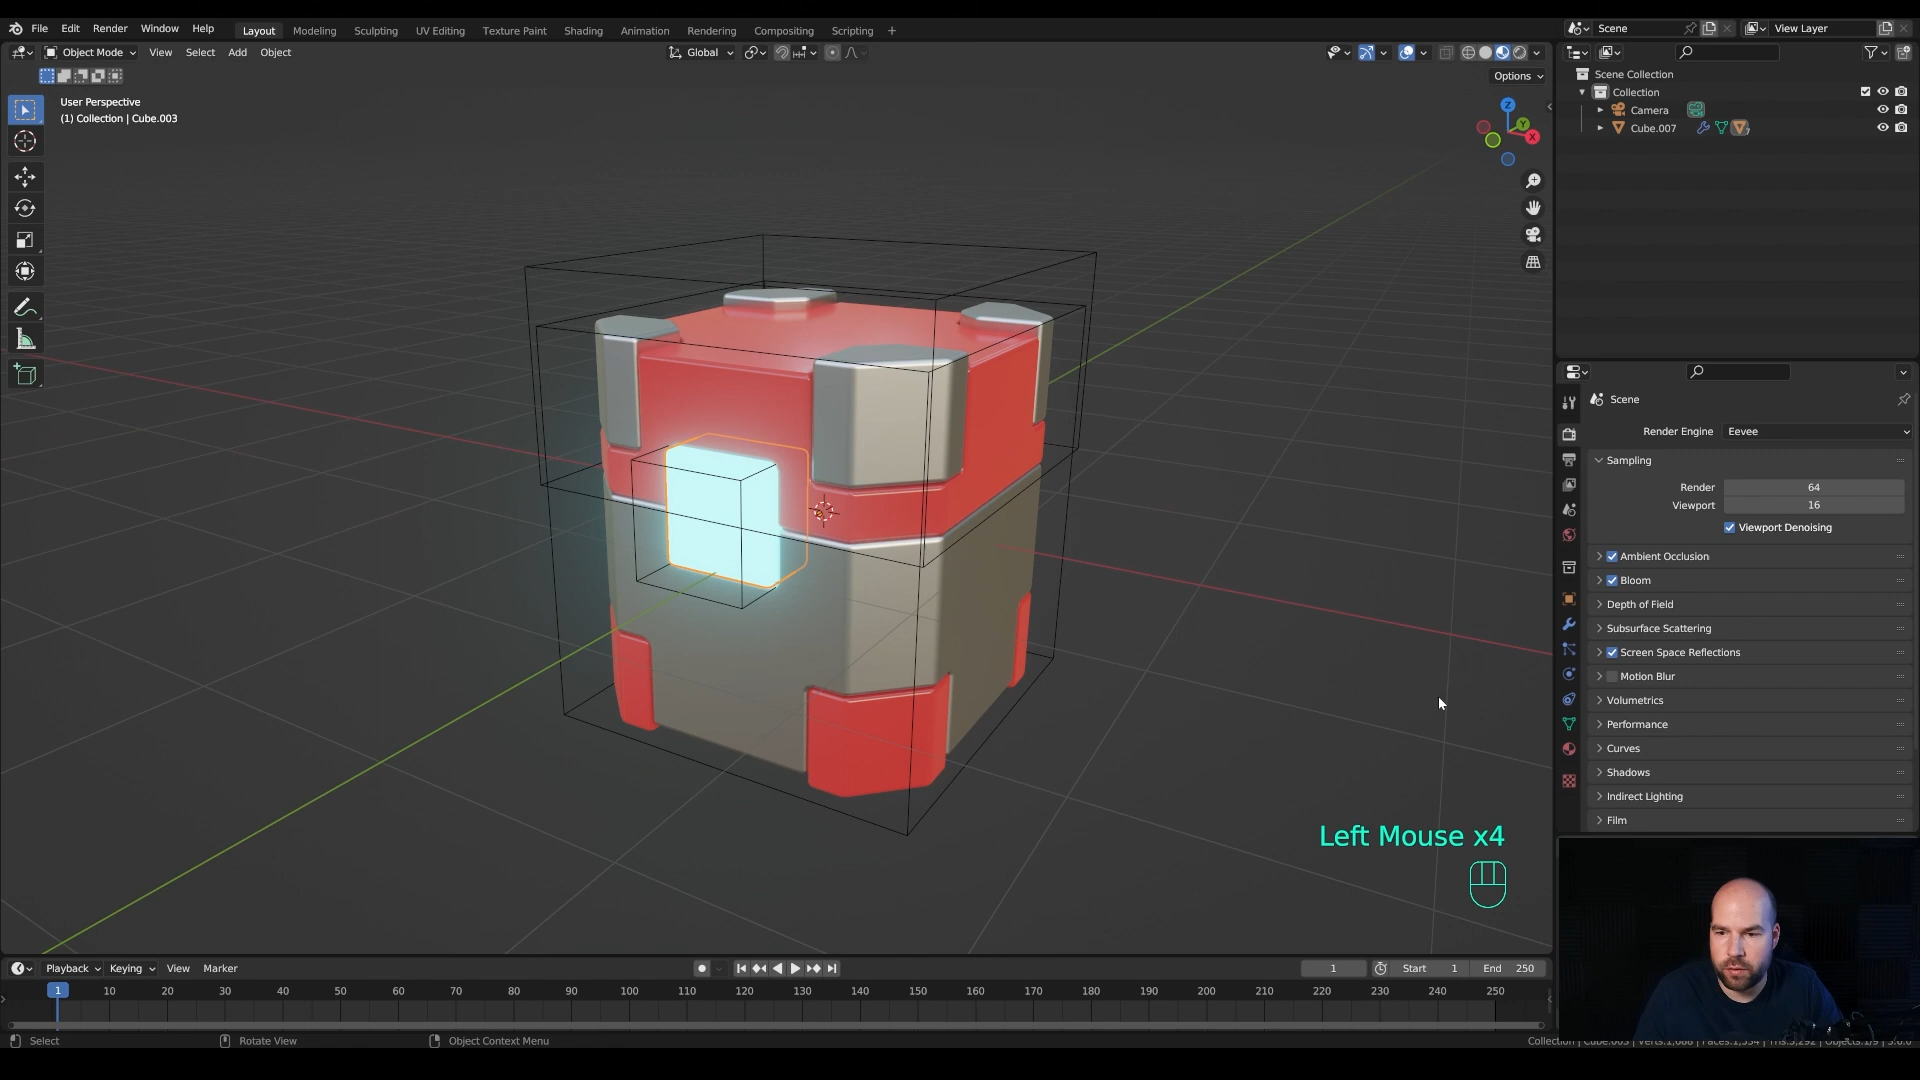 File Edit Render Window Help Layout Modeling Sculpting UV Editing Texture Paint Shading Animation Rendering Compositing Scripting +
Scene View Layer
Object Mode View Select Add Object Global
Options
User Perspective
(1) Collection | Cube.003
Z
Y
X
Scene Collection
Collection
Camera
Cube.007
Scene
Render Engine Eevee
Sampling
Render 64
Viewport 16
Viewport Denoising
Ambient Occlusion
Bloom
Depth of Field
Subsurface Scattering
Screen Space Reflections
Motion Blur
Volumetrics
Performance
Curves
Shadows
Indirect Lighting
Film
Left Mouse x4
Playback Keying View Marker 1 Start 1 End 250
1 10 20 30 40 50 60 70 80 90 100 110 120 130 140 150 160 170 180 190 200 210 220 230 240 250
Select Rotate View Object Context Menu